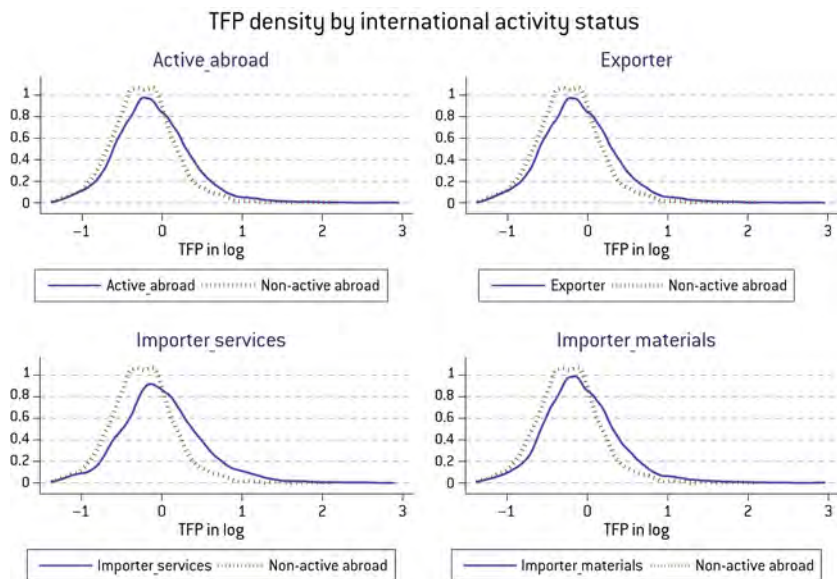 TFP density by international activity status
Active_abroad
1
0.8
0.6
0.4
0.2
0
−1 0 1 2 3
TFP in log
Active_abroad Non-active abroad
Exporter
1
0.8
0.6
0.4
0.2
0
−1 0 1 2 3
TFP in log
Exporter Non-active abroad
Importer_services
1
0.8
0.6
0.4
0.2
0
−1 0 1 2 3
TFP in log
Importer_services Non-active abroad
Importer_materials
1
0.8
0.6
0.4
0.2
0
−1 0 1 2 3
TFP in log
Importer_materials Non-active abroad